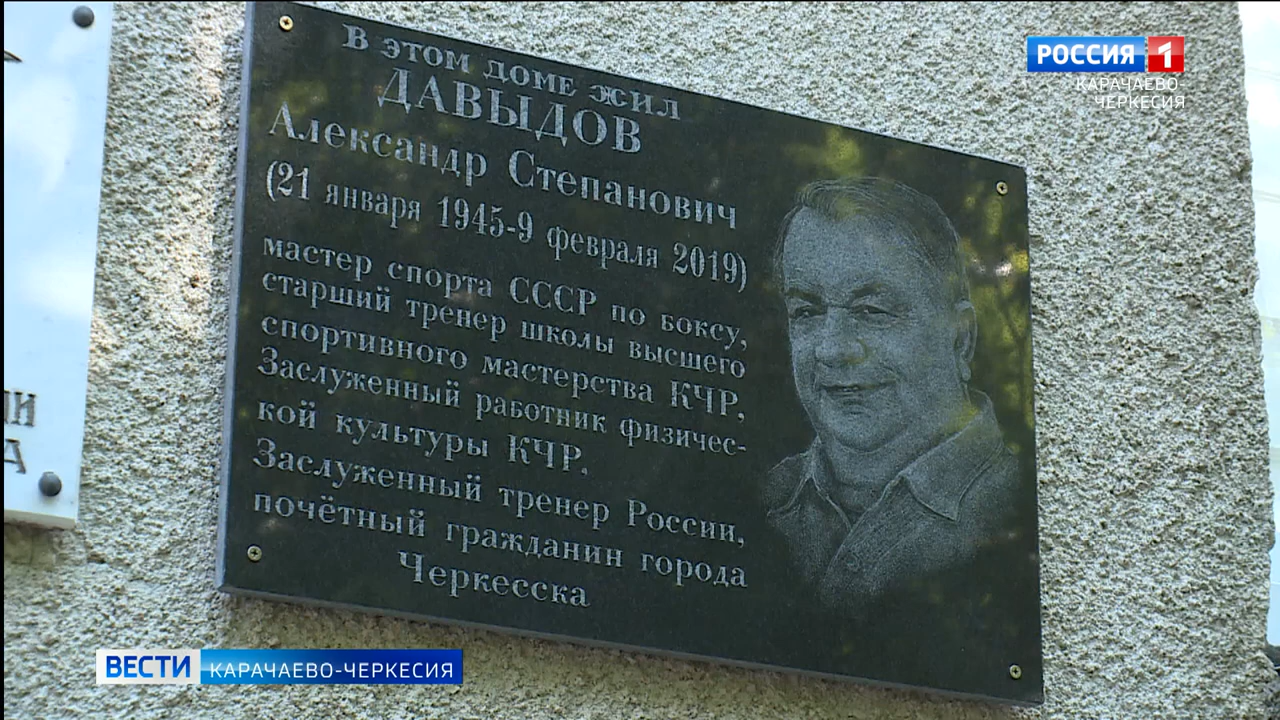 В этом доме жил
ДАВЫДОВ
Александр Степанович
(21 января 1945-9 февраля 2019)
мастер спорта СССР по боксу,
старший тренер школы высшего
спортивного мастерства КЧР,
Заслуженный работник физичес-
кой культуры КЧР.
Заслуженный тренер России,
почётный гражданин города
Черкесска
РОССИЯ 1
КАРАЧАЕВО-
ЧЕРКЕСИЯ
ВЕСТИ КАРАЧАЕВО-ЧЕРКЕСИЯ